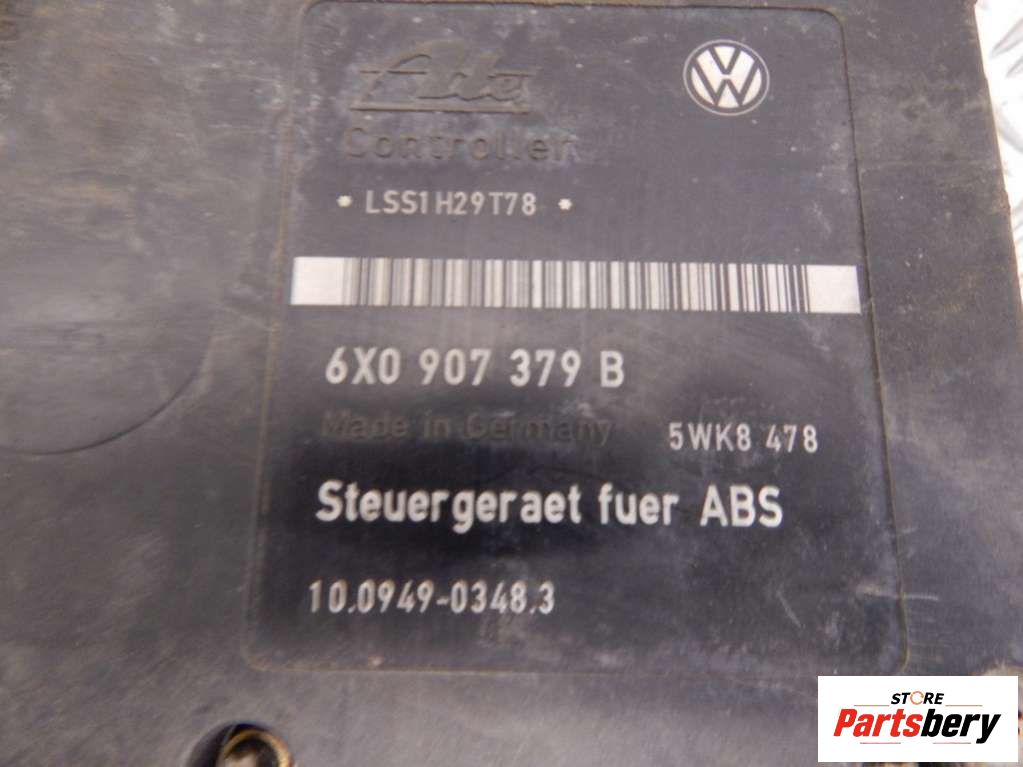 Ate
VW
Controller
* LSS1H29T78 *
6X0 907 379 B
Made in Germany
5WK8 478
Steuergeraet fuer ABS
10.0949-0348.3
STORE
Partsbery